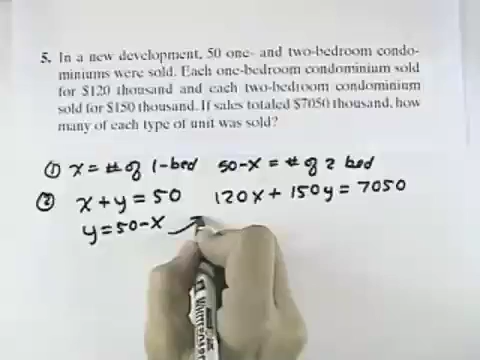 5. In a new development, 50 one- and two-bedroom condo-
miniums were sold. Each one-bedroom condominium sold
for $120 thousand and each two-bedroom condominium
sold for $150 thousand. If sales totaled $7050 thousand, how
many of each type of unit was sold?
① x = # of 1-bed 50-x = # of 2 bed
② x + y = 50 120x + 150y = 7050
y = 50-x